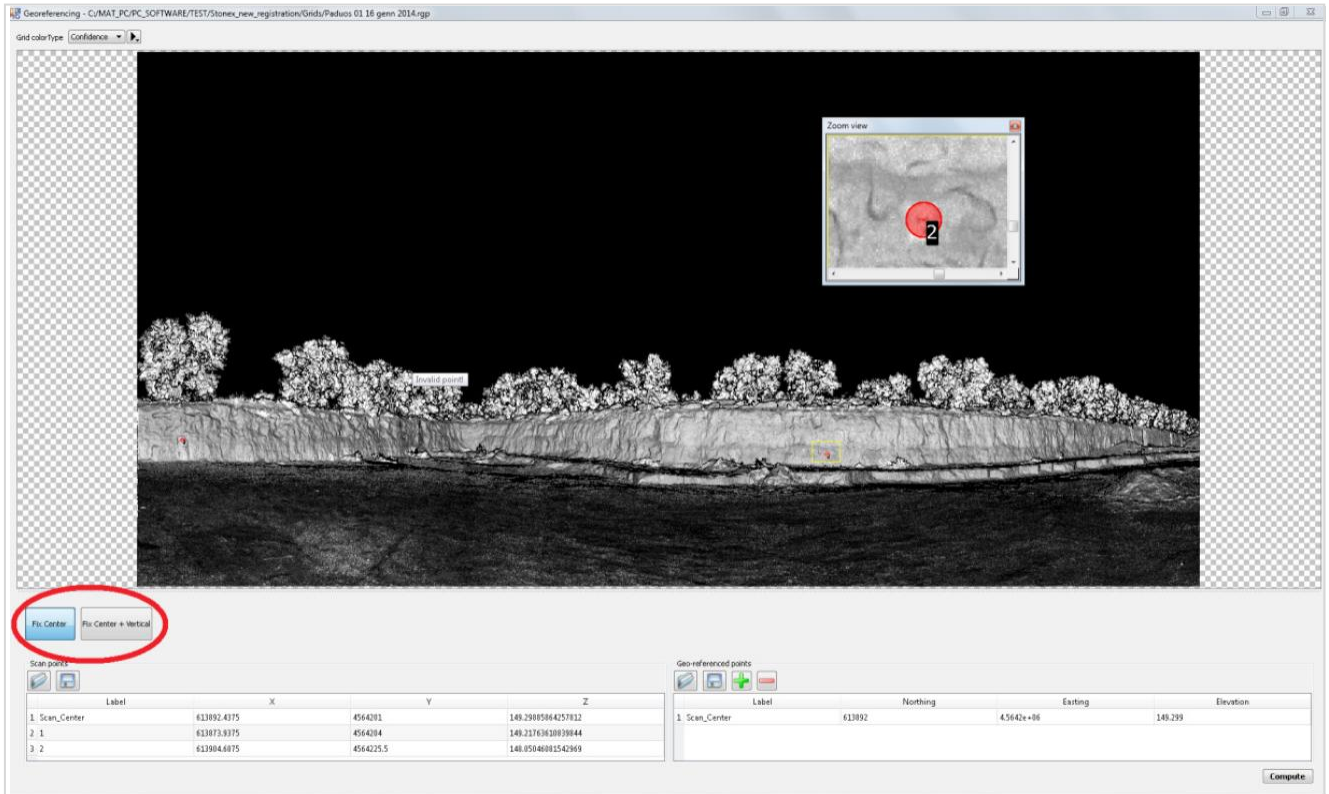 Georeferencing - C:/MAT_PC/PC_SOFTWARE/TEST/Stonex_new_registration/Grids/Paduos 01 16 genn 2014.rgp
Grid colorType Confidence
Zoom view
2
Invalid point!
Fix Center Fix Center + Vertical
Scan points Geo-referenced points
Label X Y Z Label Northing Easting Elevation
1 Scan_Center 613892.4375 4564201 149.29885864257812 1 Scan_Center 613892 4.5642e+06 149.299
2 1 613873.9375 4564204 149.21763610839844
3 2 613904.6875 4564225.5 148.05046081542969
Compute